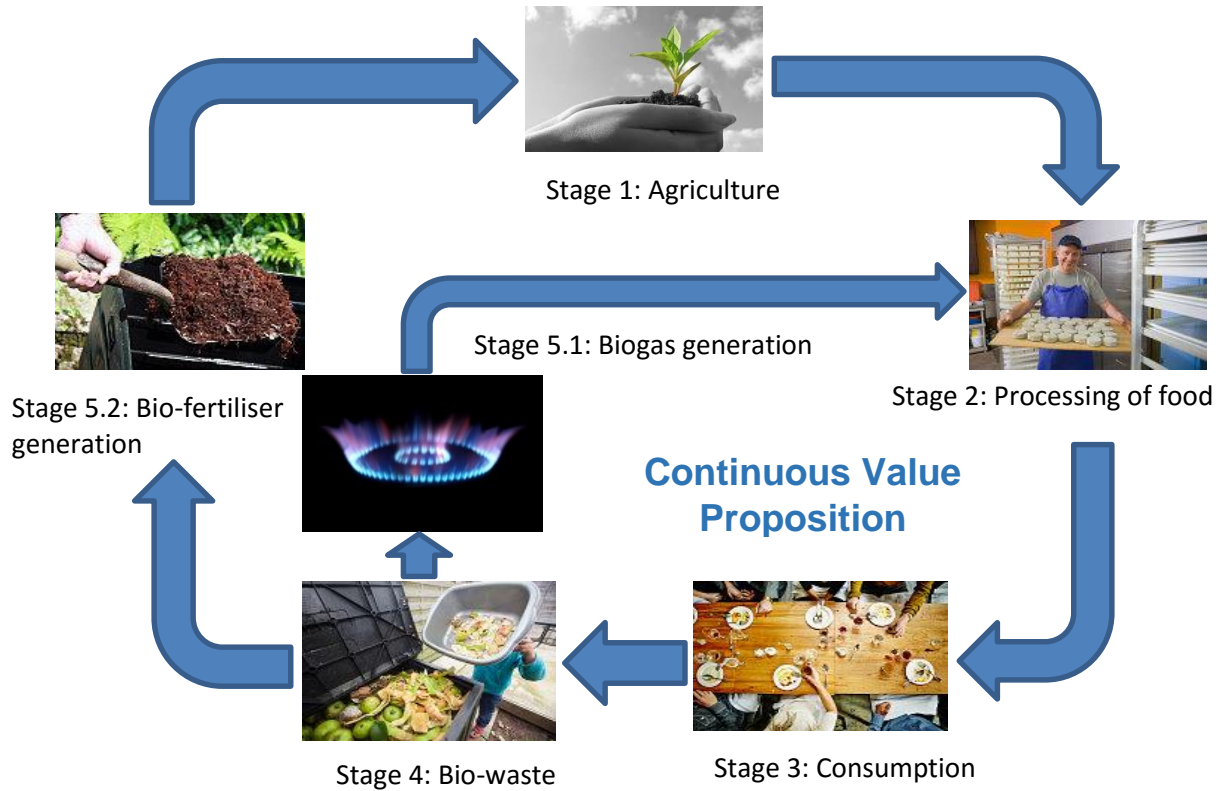 Stage 1: Agriculture
Stage 5.1: Biogas generation
Stage 2: Processing of food
Stage 5.2: Bio-fertiliser
generation
Continuous Value
Proposition
Stage 3: Consumption
Stage 4: Bio-waste